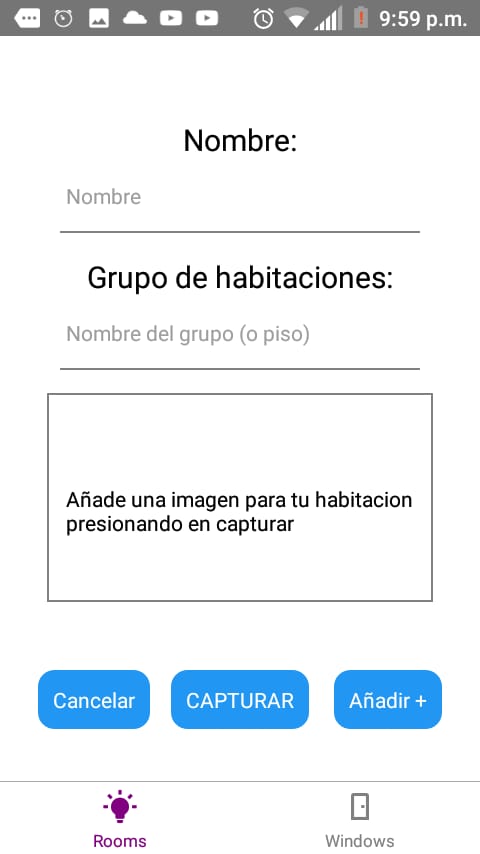 9:59 p.m.
Nombre:
Nombre
Grupo de habitaciones:
Nombre del grupo (o piso)
Añade una imagen para tu habitacion
presionando en capturar
Cancelar CAPTURAR Añadir +
Rooms Windows